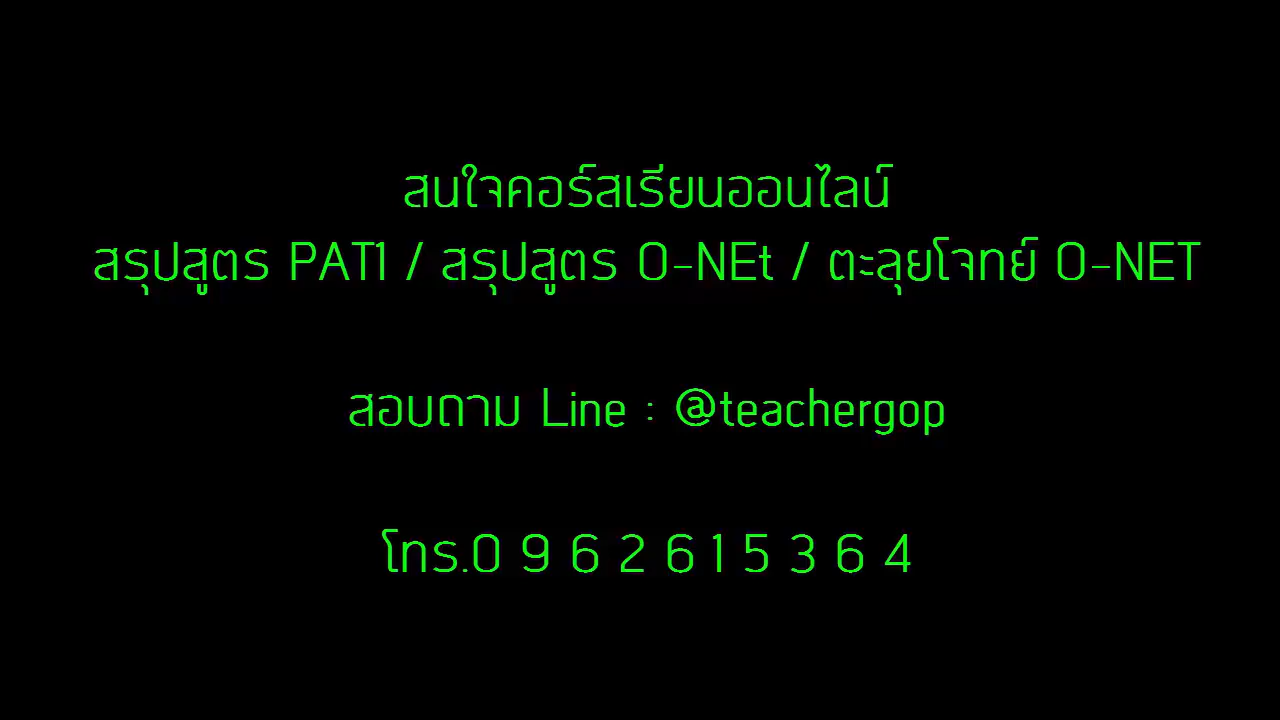 สนใจคอร์สเรียนออนไลน์
สรุปสูตร PAT1 / สรุปสูตร O-NEt / ตะลุยโจทย์ O-NET
สอบถาม Line : @teachergop
โทร.0 9 6 2 6 1 5 3 6 4